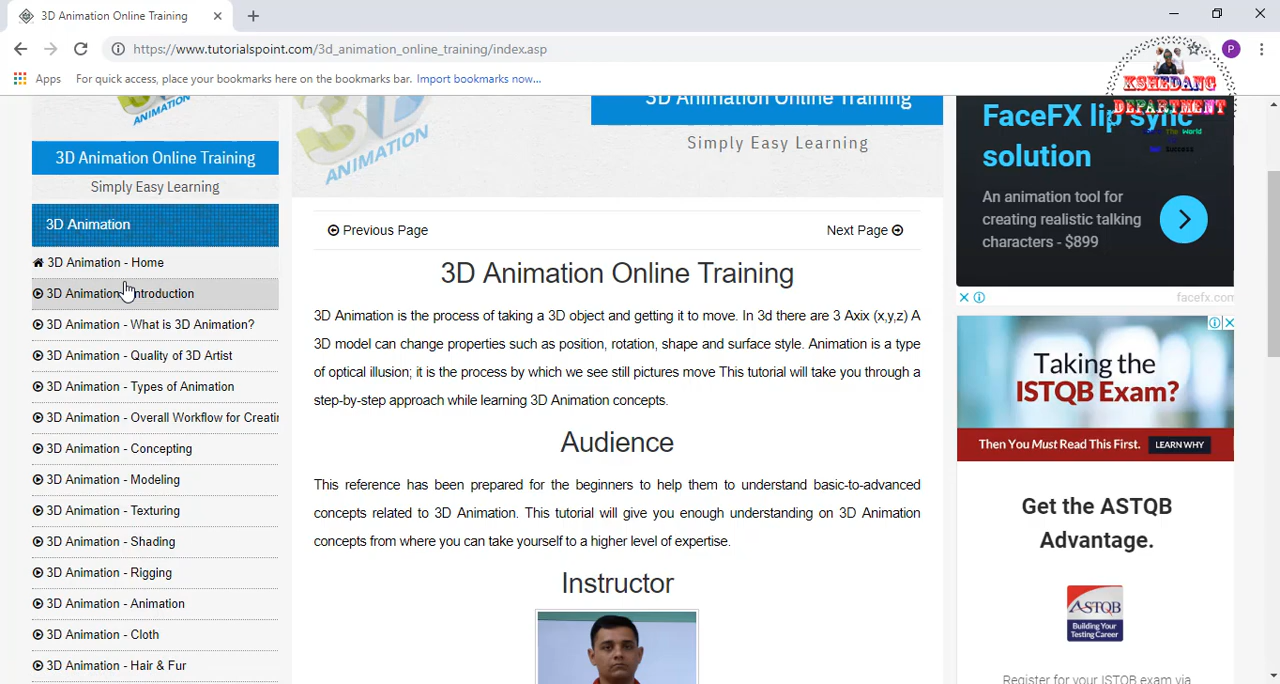 3D Animation Online Training
https://www.tutorialspoint.com/3d_animation_online_training/index.asp
P
Apps
For quick access, place your bookmarks here on the bookmarks bar. Import bookmarks now...
KSHEDANG
DEPARTMENT
The World
Success
ANIMATION
3D Animation Online Training
Simply Easy Learning
3D Animation
3D Animation - Home
3D Animation - Introduction
3D Animation - What is 3D Animation?
3D Animation - Quality of 3D Artist
3D Animation - Types of Animation
3D Animation - Overall Workflow for Creatin
3D Animation - Concepting
3D Animation - Modeling
3D Animation - Texturing
3D Animation - Shading
3D Animation - Rigging
3D Animation - Animation
3D Animation - Cloth
3D Animation - Hair & Fur
3D
ANIMATION
3D Animation Online Training
Simply Easy Learning
Previous Page
Next Page
3D Animation Online Training
3D Animation is the process of taking a 3D object and getting it to move. In 3d there are 3 Axix (x,y,z) A
3D model can change properties such as position, rotation, shape and surface style. Animation is a type
of optical illusion; it is the process by which we see still pictures move This tutorial will take you through a
step-by-step approach while learning 3D Animation concepts.
Audience
This reference has been prepared for the beginners to help them to understand basic-to-advanced
concepts related to 3D Animation. This tutorial will give you enough understanding on 3D Animation
concepts from where you can take yourself to a higher level of expertise.
Instructor
FaceFX lip sync
solution
An animation tool for
creating realistic talking
characters - $899
facefx.com
Taking the
ISTQB Exam?
Then You Must Read This First.
LEARN WHY
Get the ASTQB
Advantage.
ASTQB
Building Your
Testing Career
Register for your ISTQB exam via